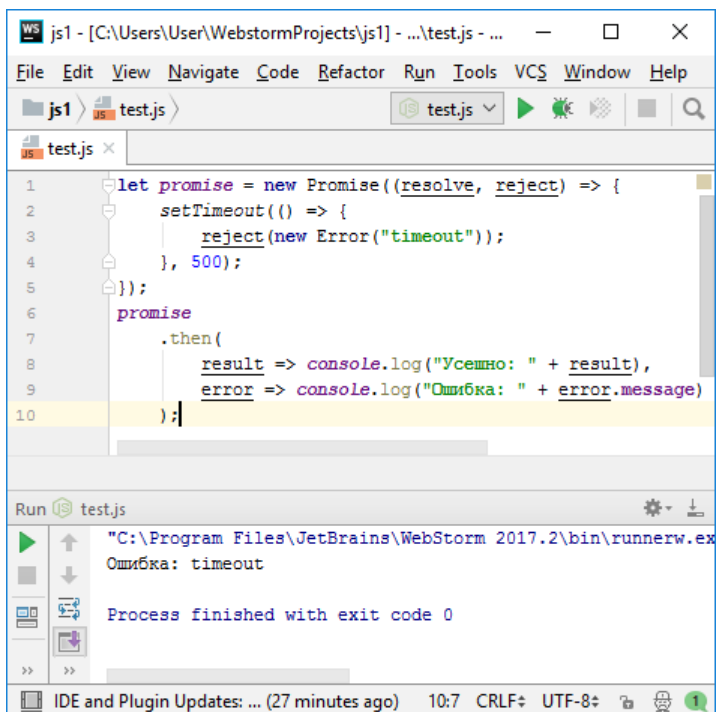 WS js1 - [C:\Users\User\WebstormProjects\js1] - ...\test.js - ...
File Edit View Navigate Code Refactor Run Tools VCS Window Help
js1 test.js test.js
test.js
1 let promise = new Promise((resolve, reject) => {
2 setTimeout(() => {
3 reject(new Error("timeout"));
4 }, 500);
5 });
6 promise
7 .then(
8 result => console.log("Усешно: " + result),
9 error => console.log("Ошибка: " + error.message)
10 );
Run test.js
"C:\Program Files\JetBrains\WebStorm 2017.2\bin\runnerw.ex
Ошибка: timeout
Process finished with exit code 0
IDE and Plugin Updates: ... (27 minutes ago) 10:7 CRLF UTF-8 1